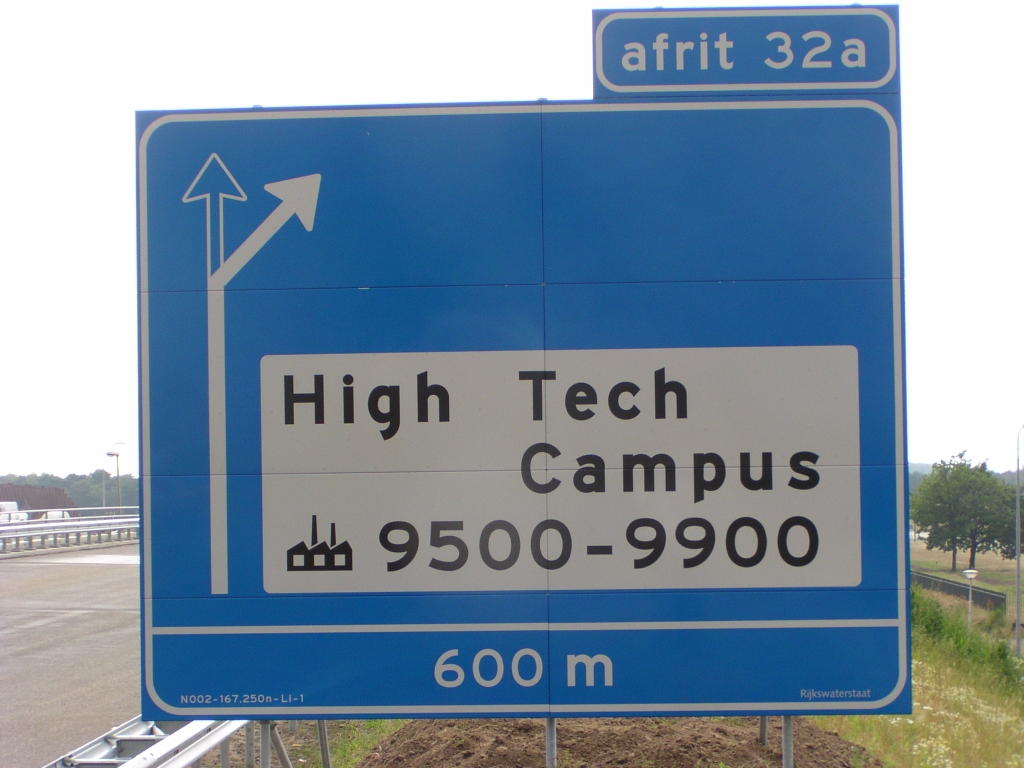 afrit 32a
High Tech
Campus
9500-9900
600 m
N002-167.250n-Li-1
Rijkswaterstaat